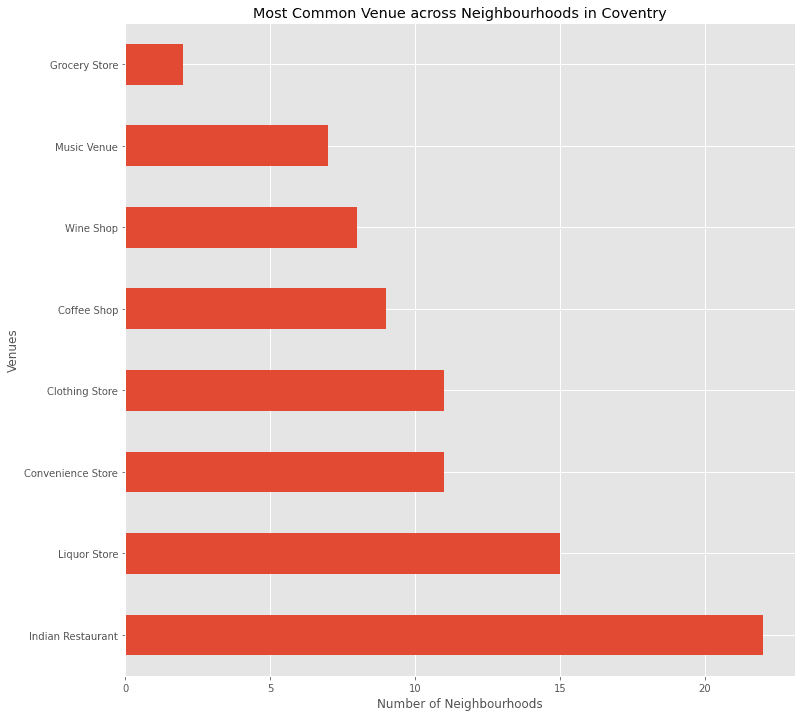 Most Common Venue across Neighbourhoods in Coventry
Grocery Store
Music Venue
Wine Shop
Coffee Shop
Clothing Store
Convenience Store
Liquor Store
Indian Restaurant
Venues
0 5 10 15 20
Number of Neighbourhoods